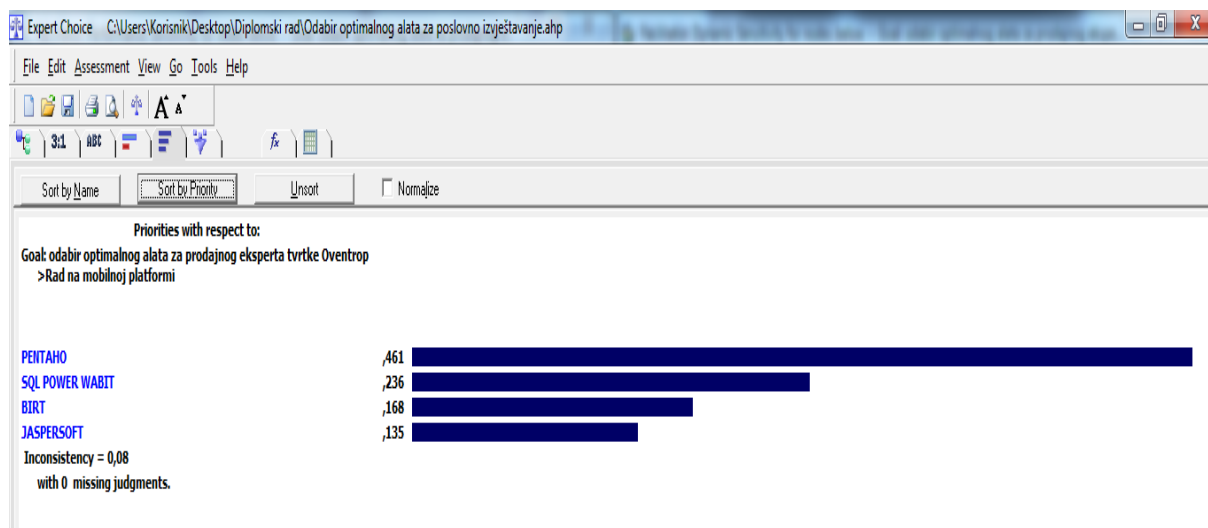 Expert Choice C:\Users\Korisnik\Desktop\Diplomski rad\Odabir optimalnog alata za poslovno izvještavanje.ahp
File Edit Assessment View Go Tools Help
A A
3:1 ABC fx
Sort by Name Sort by Priority Unsort Normalize
Priorities with respect to:
Goal: odabir optimalnog alata za prodajnog eksperta tvrtke Oventrop
>Rad na mobilnoj platformi
PENTAHO ,461
SQL POWER WABIT ,236
BIRT ,168
JASPERSOFT ,135
Inconsistency = 0,08
with 0 missing judgments.